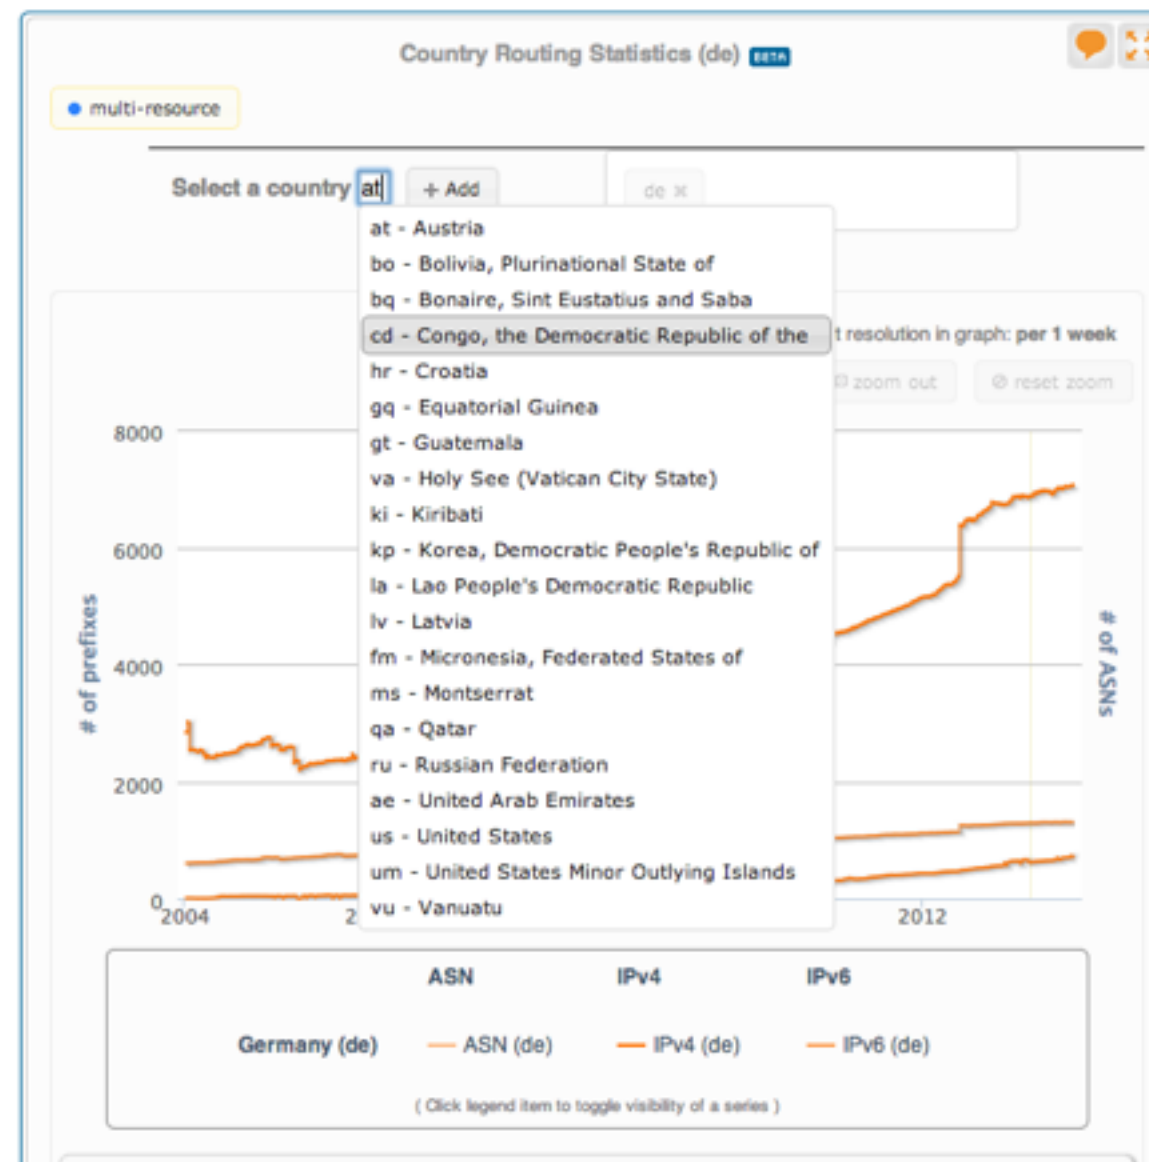 Country Routing Statistics (de) BETA
multi-resource
Select a country at + Add de ✖
at - Austria
bo - Bolivia, Plurinational State of
bq - Bonaire, Sint Eustatius and Saba
cd - Congo, the Democratic Republic of the
hr - Croatia
gq - Equatorial Guinea
gt - Guatemala
va - Holy See (Vatican City State)
ki - Kiribati
kp - Korea, Democratic People's Republic of
la - Lao People's Democratic Republic
lv - Latvia
fm - Micronesia, Federated States of
ms - Montserrat
qa - Qatar
ru - Russian Federation
ae - United Arab Emirates
us - United States
um - United States Minor Outlying Islands
vu - Vanuatu
t resolution in graph: per 1 week
zoom out
reset zoom
# of prefixes
8000
6000
4000
2000
0
# of ASNs
2004 2 2012
ASN IPv4 IPv6
Germany (de) ASN (de) IPv4 (de) IPv6 (de)
( Click legend item to toggle visibility of a series )